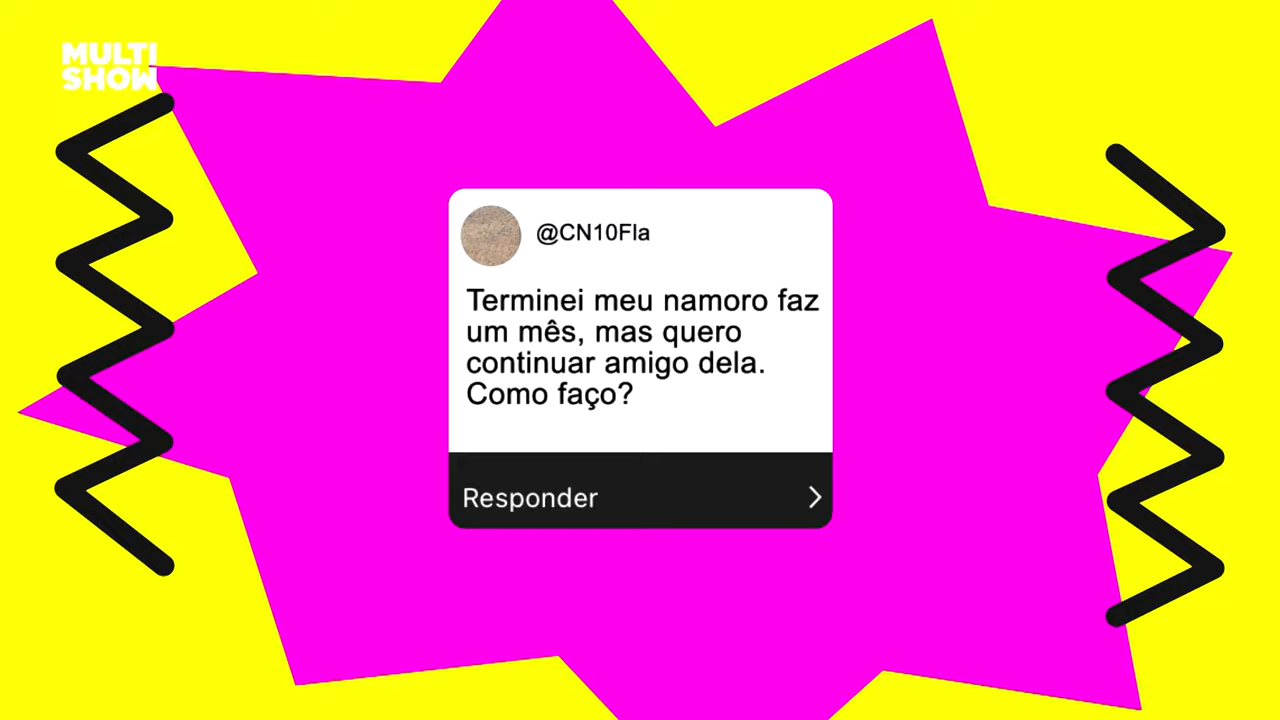 MULTI
SHOW
@CN10Fla
Terminei meu namoro faz
um mês, mas quero
continuar amigo dela.
Como faço?
Responder